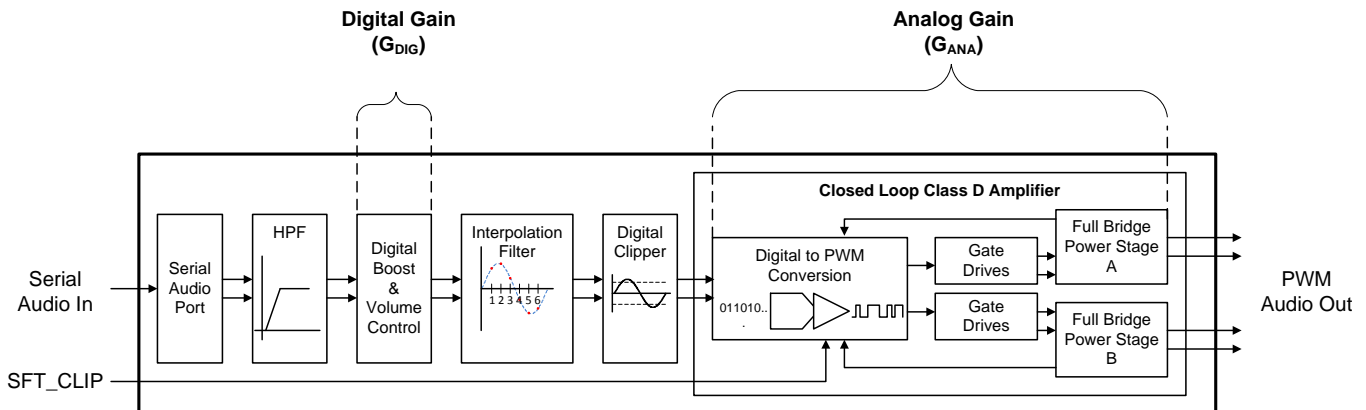 Digital Gain
(GDIG)
Analog Gain
(GANA)
Closed Loop Class D Amplifier
Serial
Audio In
Serial
Audio
Port
HPF
Digital
Boost
&
Volume
Control
Interpolation
Filter
1 2 3 4 5 6
Digital
Clipper
Digital to PWM
Conversion
011010..
.
Gate
Drives
Gate
Drives
Full Bridge
Power Stage
A
Full Bridge
Power Stage
B
PWM
Audio Out
SFT_CLIP